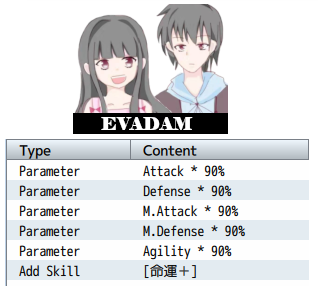 EVADAM
Type Content
Parameter Attack * 90%
Parameter Defense * 90%
Parameter M.Attack * 90%
Parameter M.Defense * 90%
Parameter Agility * 90%
Add Skill [命運＋]